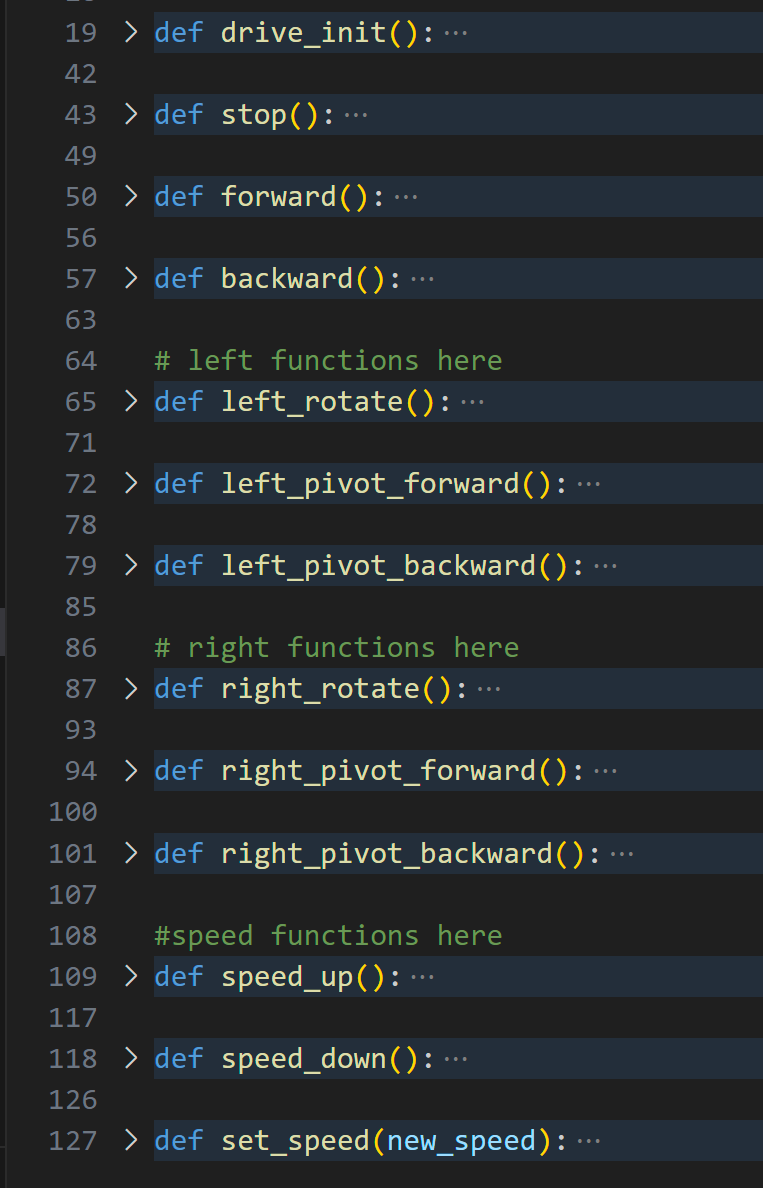 19 > def drive_init(): ···
42
43 > def stop(): ···
49
50 > def forward(): ···
56
57 > def backward(): ···
63
64 # left functions here
65 > def left_rotate(): ···
71
72 > def left_pivot_forward(): ···
78
79 > def left_pivot_backward(): ···
85
86 # right functions here
87 > def right_rotate(): ···
93
94 > def right_pivot_forward(): ···
100
101 > def right_pivot_backward(): ···
107
108 #speed functions here
109 > def speed_up(): ···
117
118 > def speed_down(): ···
126
127 > def set_speed(new_speed): ···